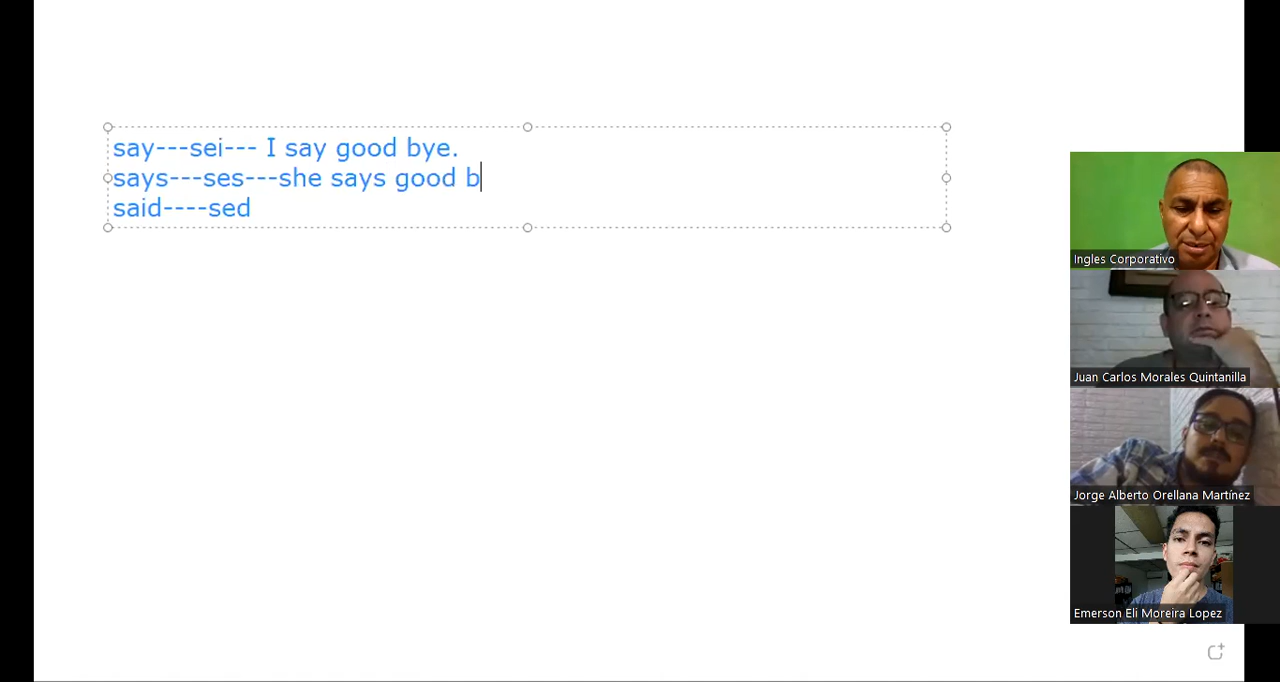 say---sei--- I say good bye.
says---ses---she says good b
said----sed
Ingles Corporativo
Juan Carlos Morales Quintanilla
Jorge Alberto Orellana Martínez
Emerson Eli Moreira Lopez